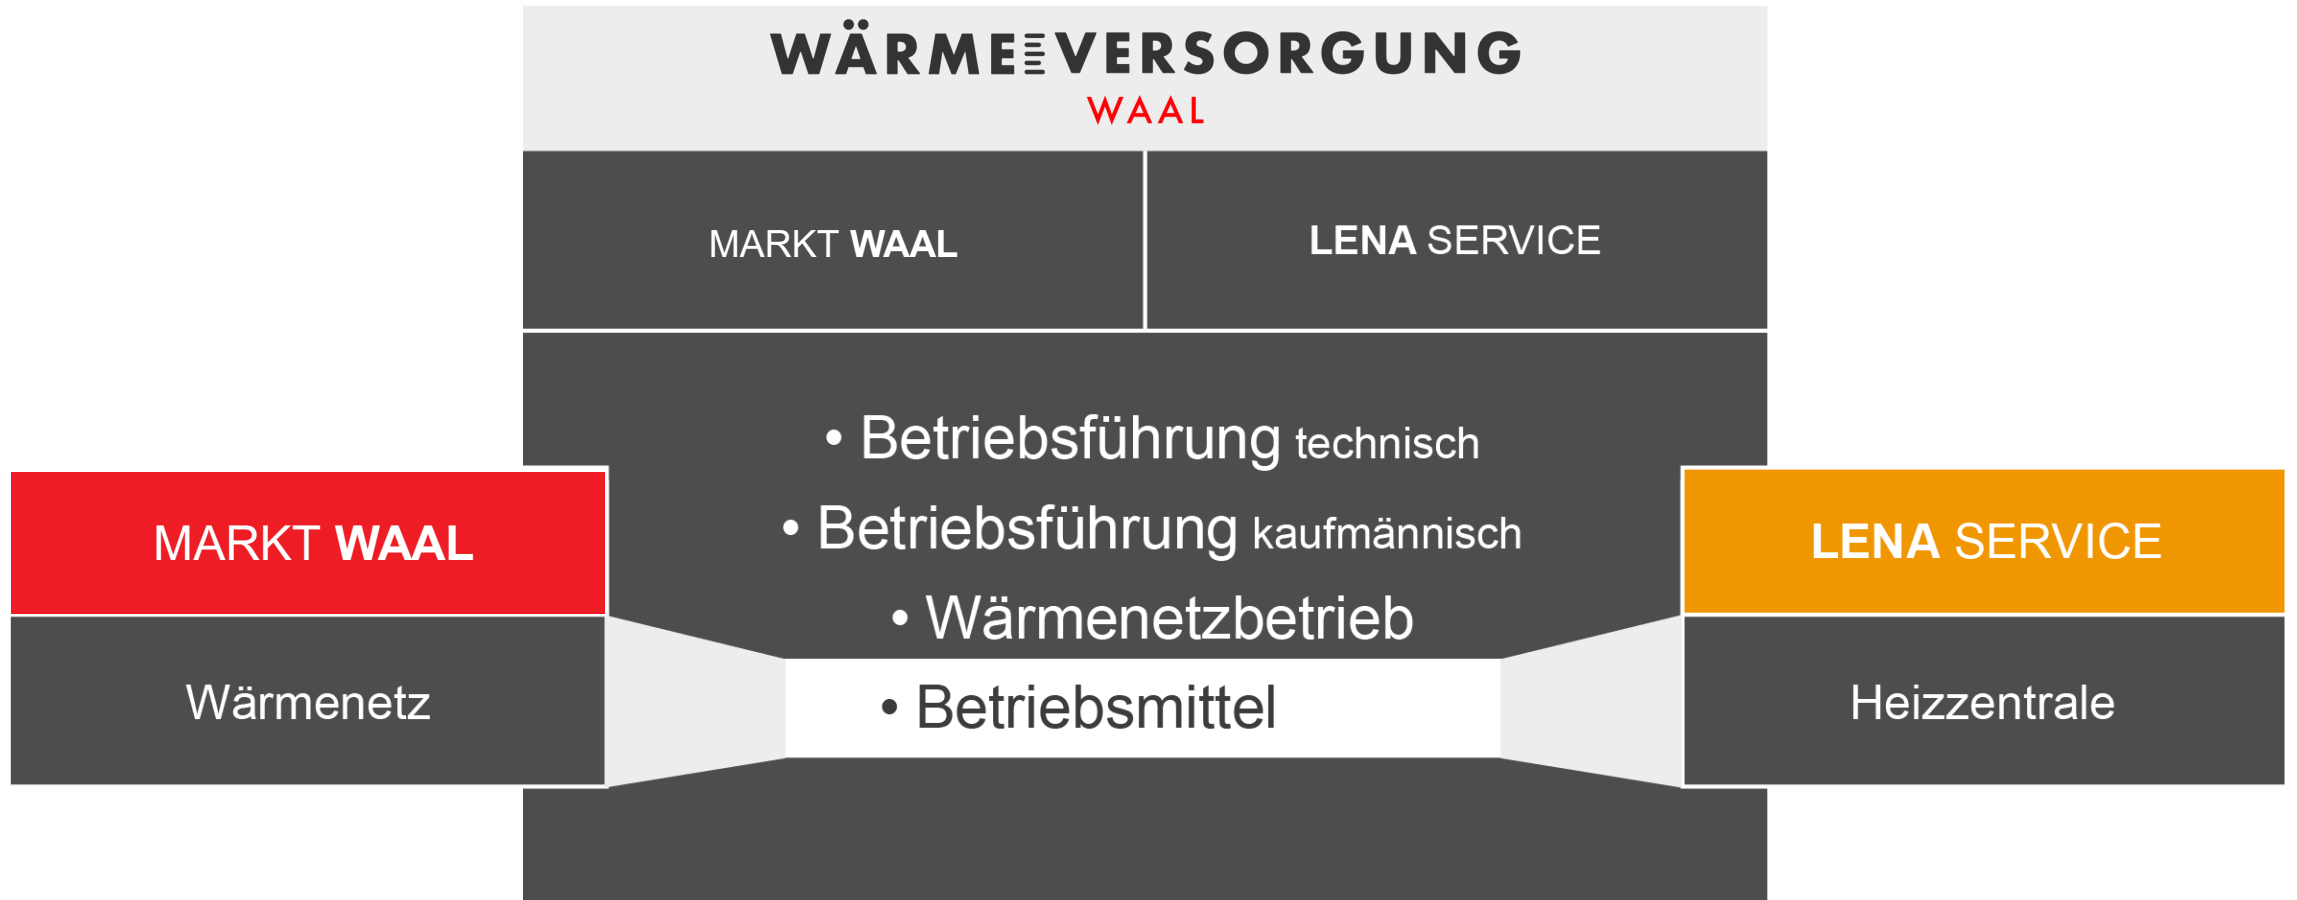 WÄRMEVERSORGUNG
WAAL
MARKT WAAL
LENA SERVICE
• Betriebsführung technisch
• Betriebsführung kaufmännisch
• Wärmenetzbetrieb
• Betriebsmittel
MARKT WAAL
Wärmenetz
LENA SERVICE
Heizzentrale